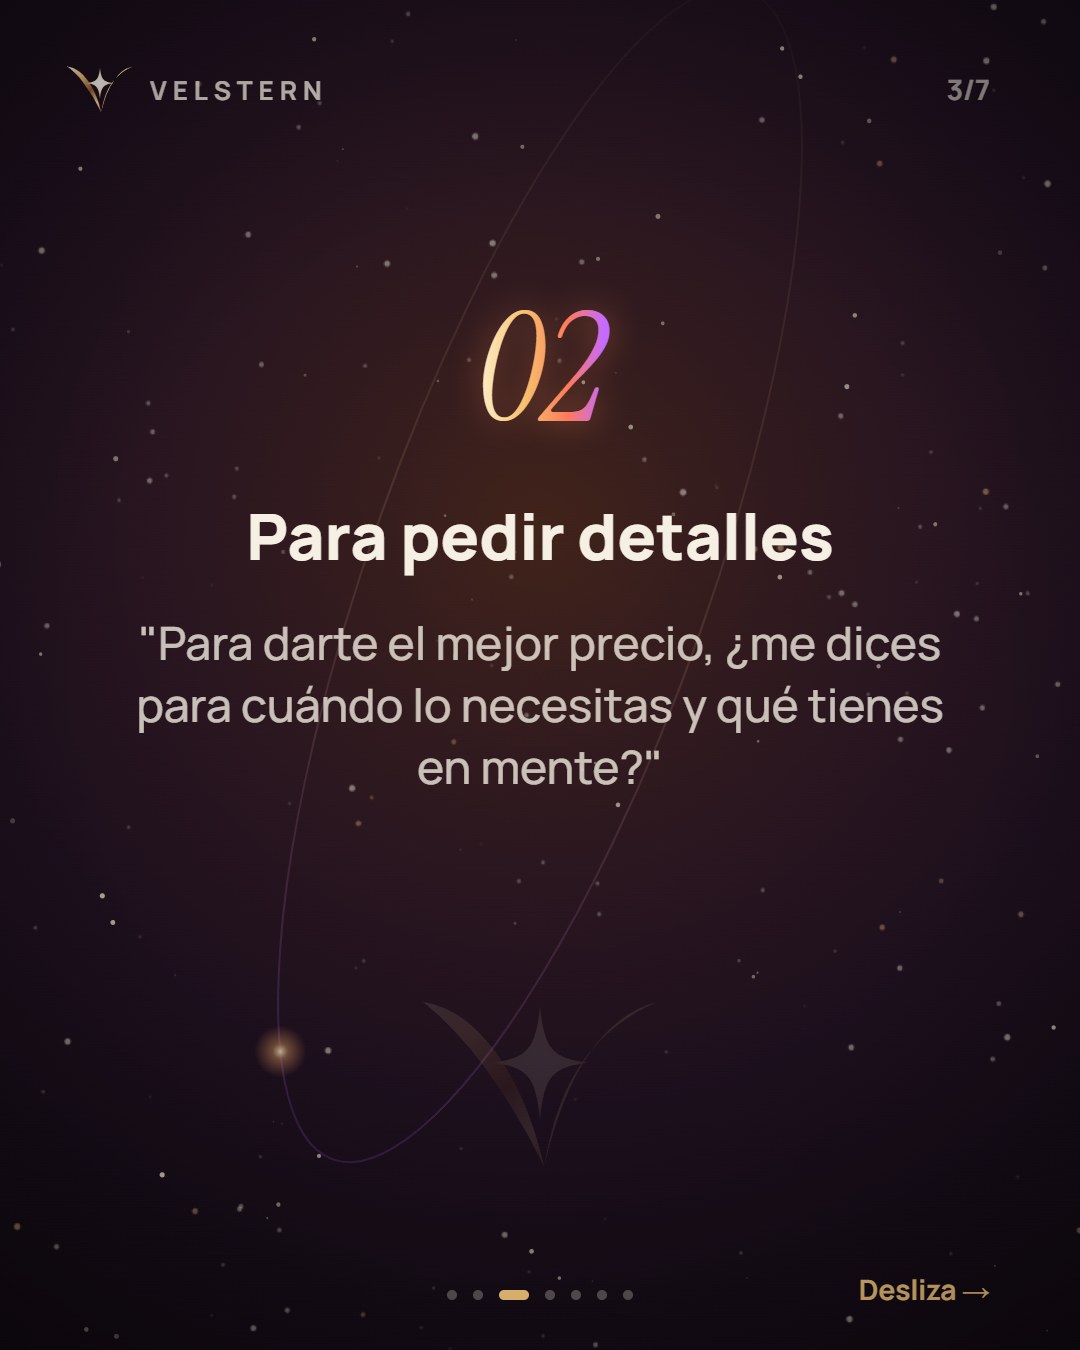 VELSTERN
3/7
02
Para pedir detalles
"Para darte el mejor precio, ¿me dices
para cuándo lo necesitas y qué tienes
en mente?"
Desliza →